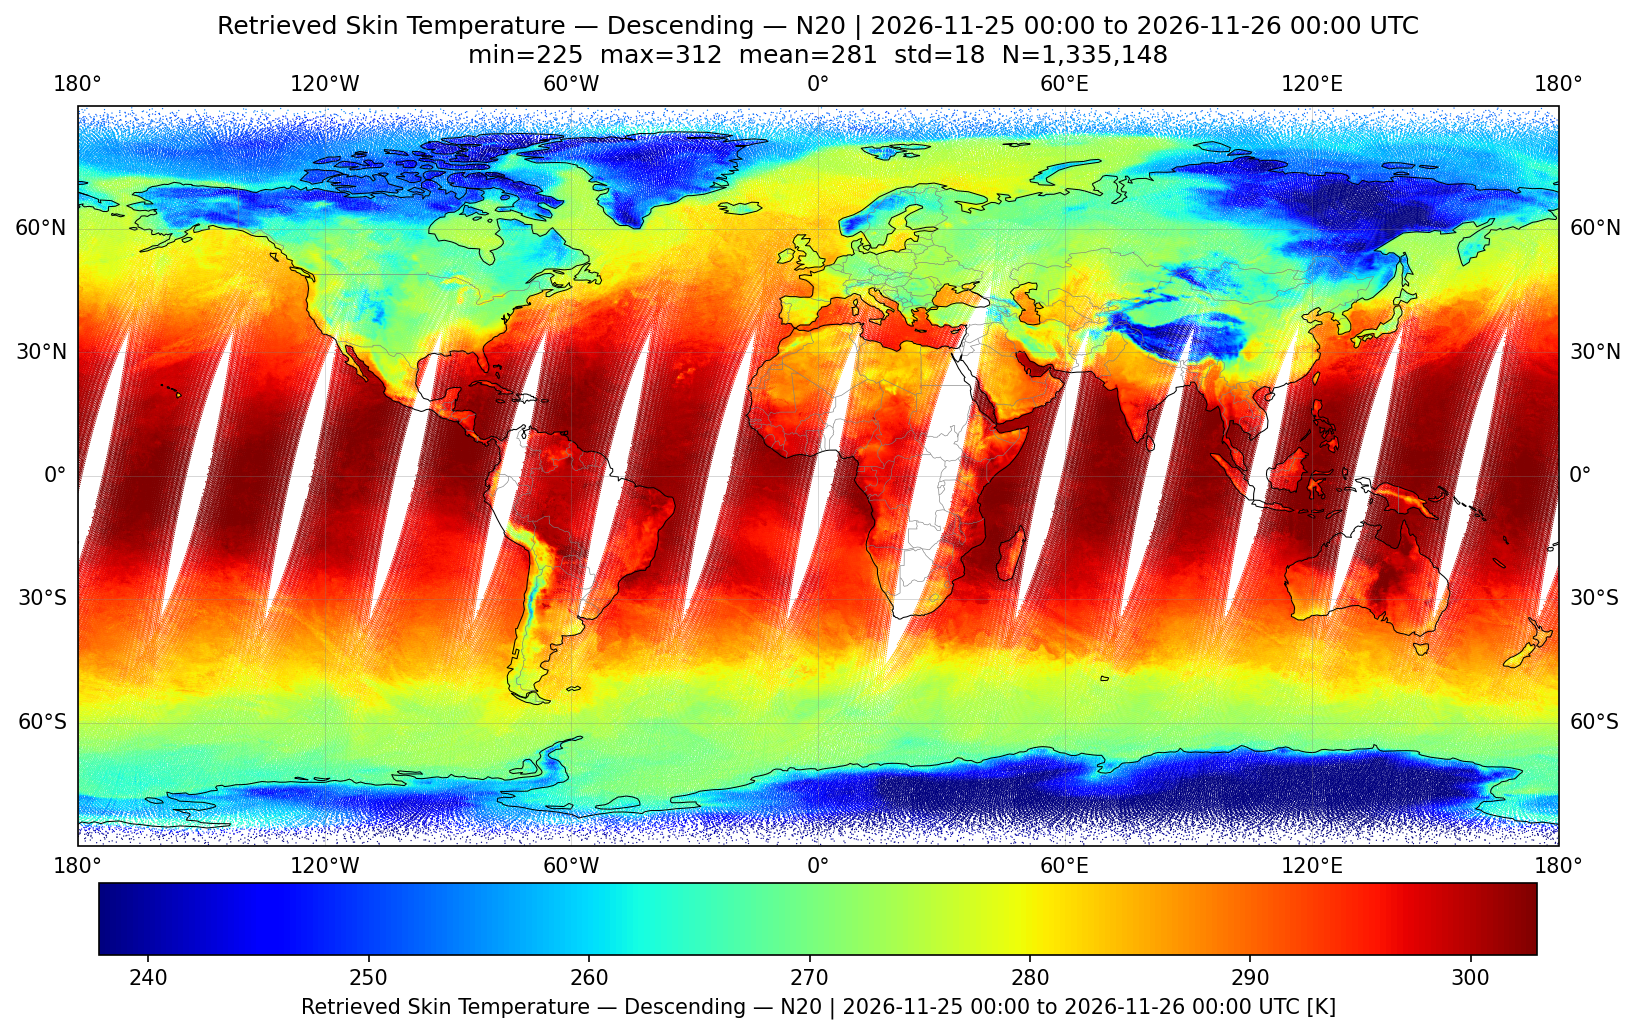 Retrieved Skin Temperature — Descending — N20 | 2026-11-25 00:00 to 2026-11-26 00:00 UTC
min=225 max=312 mean=281 std=18 N=1,335,148
180° 120°W 60°W 0° 60°E 120°E 180°
60°N 60°N
30°N 30°N
0° 0°
30°S 30°S
60°S 60°S
180° 120°W 60°W 0° 60°E 120°E 180°
240 250 260 270 280 290 300
Retrieved Skin Temperature — Descending — N20 | 2026-11-25 00:00 to 2026-11-26 00:00 UTC [K]